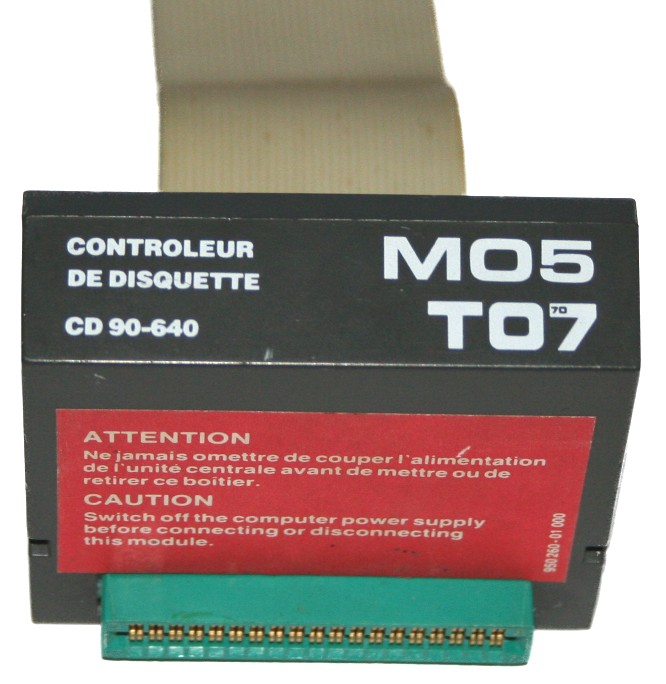 CONTROLEUR
DE DISQUETTE
CD 90-640
MO5
TO7 70
ATTENTION
Ne jamais omettre de couper l'alimentation
de l'unité centrale avant de mettre ou de
retirer ce boîtier.
CAUTION
Switch off the computer power supply
before connecting or disconnecting
this module.
950 260-01 000